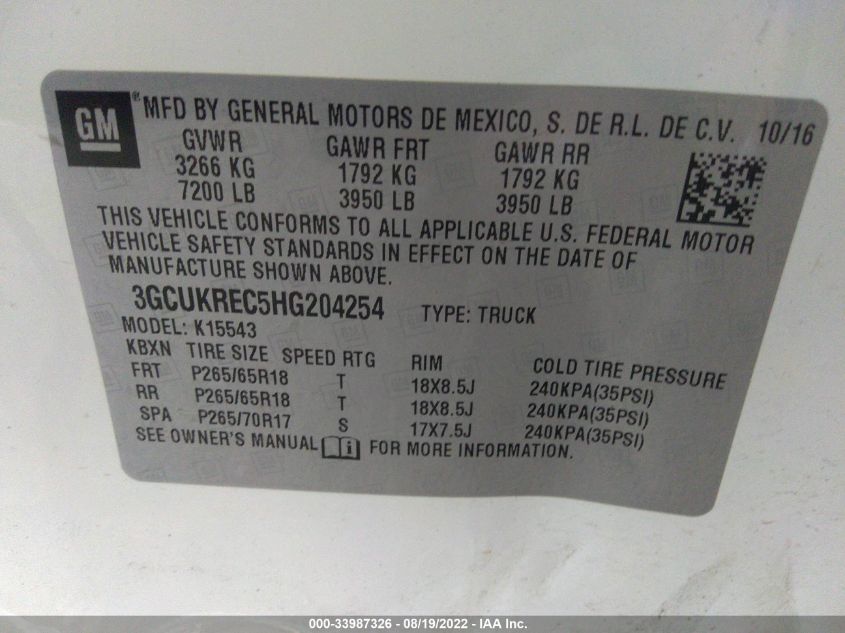 GM ® MFD BY GENERAL MOTORS DE MEXICO, S. DE R.L. DE C.V. 10/16
GVWR GAWR FRT GAWR RR
3266 KG 1792 KG 1792 KG
7200 LB 3950 LB 3950 LB
THIS VEHICLE CONFORMS TO ALL APPLICABLE U.S. FEDERAL MOTOR
VEHICLE SAFETY STANDARDS IN EFFECT ON THE DATE OF
MANUFACTURE SHOWN ABOVE.
3GCUKREC5HG204254 TYPE: TRUCK
MODEL: K15543
KBXN TIRE SIZE SPEED RTG RIM COLD TIRE PRESSURE
FRT P265/65R18 T 18X8.5J 240KPA(35PSI)
RR P265/65R18 T 18X8.5J 240KPA(35PSI)
SPA P265/70R17 S 17X7.5J 240KPA(35PSI)
SEE OWNER'S MANUAL i FOR MORE INFORMATION.
000-33987326 - 08/19/2022 - IAA Inc.